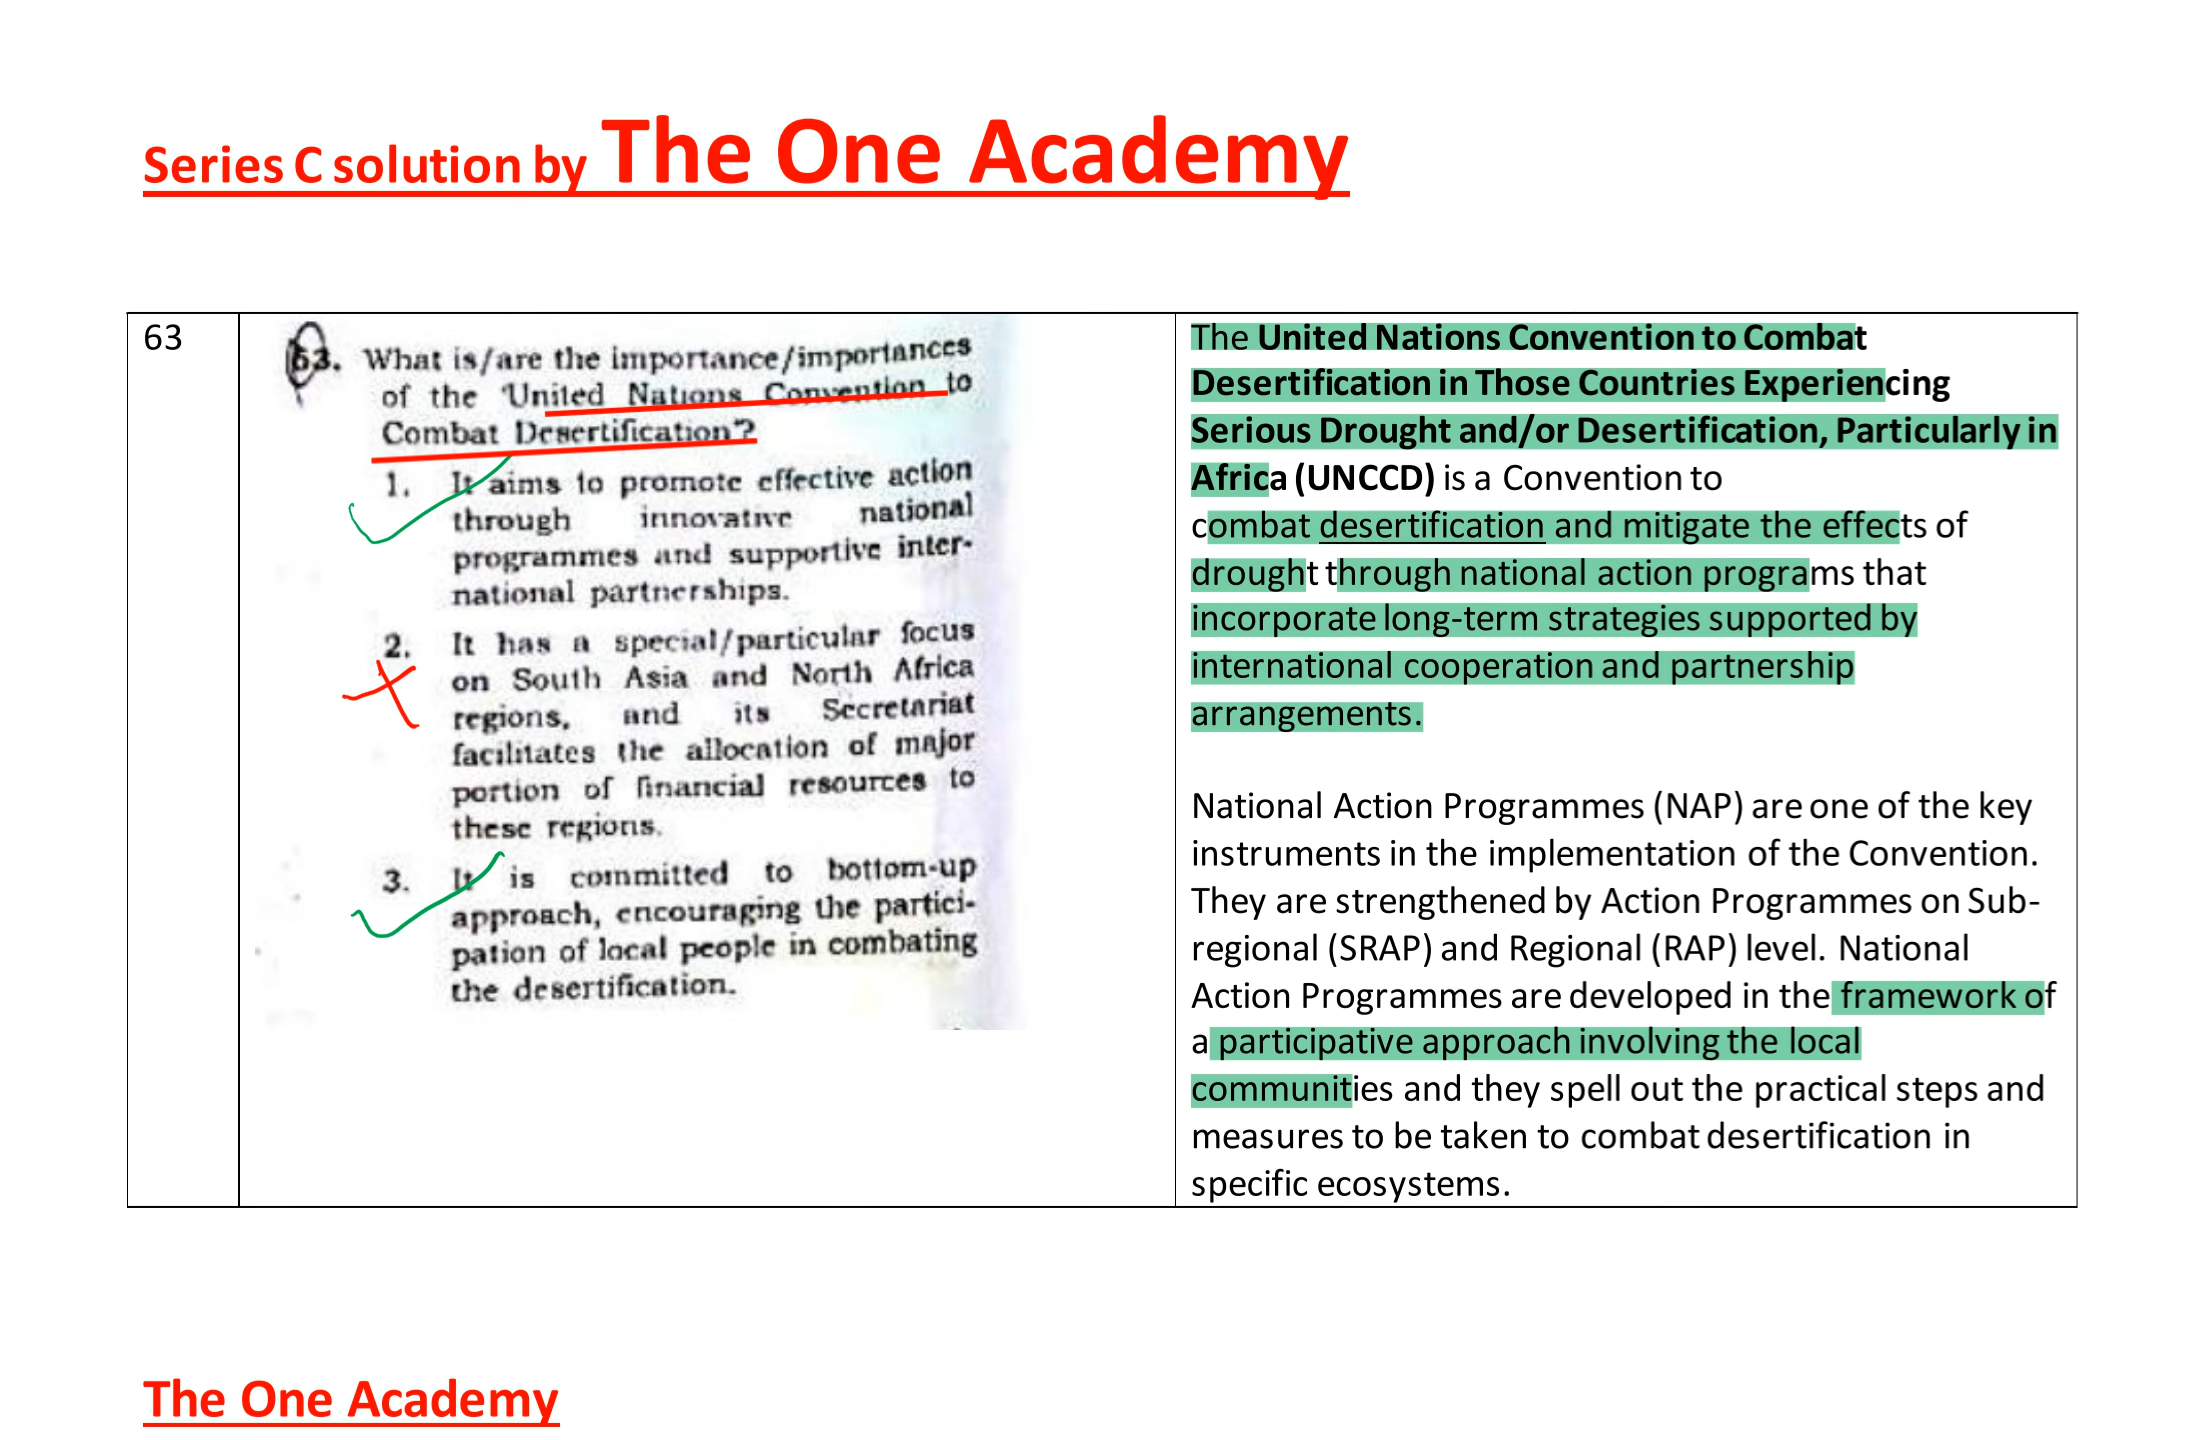 Series C solution by The One Academy
63
63. What is/are the importance/importances
of the 'United Nations Convention to
Combat Desertification'?
1. It aims to promote effective action
through innovative national
programmes and supportive inter-
national partnerships.
2. It has a special/particular focus
on South Asia and North Africa
regions, and its Secretariat
facilitates the allocation of major
portion of financial resources to
these regions.
3. It is committed to bottom-up
approach, encouraging the partici-
pation of local people in combating
the desertification.
The United Nations Convention to Combat
Desertification in Those Countries Experiencing
Serious Drought and/or Desertification, Particularly in
Africa (UNCCD) is a Convention to
combat desertification and mitigate the effects of
drought through national action programs that
incorporate long-term strategies supported by
international cooperation and partnership
arrangements.
National Action Programmes (NAP) are one of the key
instruments in the implementation of the Convention.
They are strengthened by Action Programmes on Sub-
regional (SRAP) and Regional (RAP) level. National
Action Programmes are developed in the framework of
a participative approach involving the local
communities and they spell out the practical steps and
measures to be taken to combat desertification in
specific ecosystems.
The One Academy